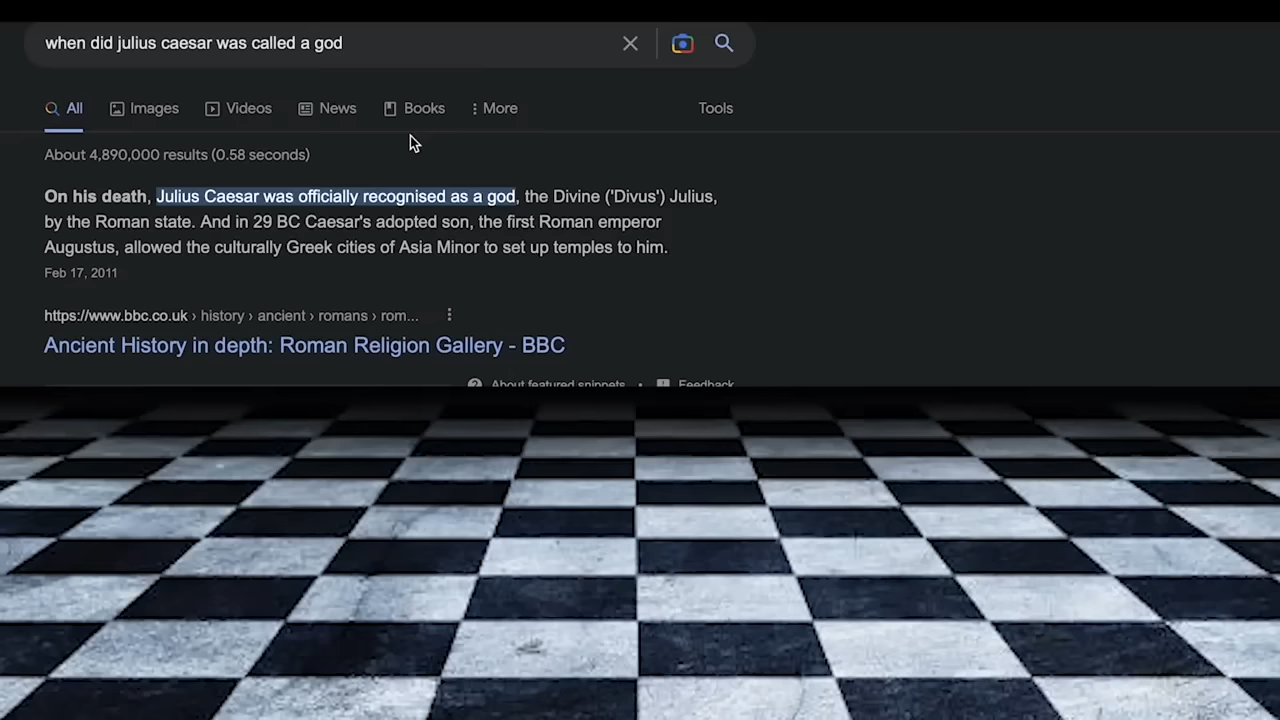 when did julius caesar was called a god
All Images Videos News Books More Tools
About 4,890,000 results (0.58 seconds)
On his death, Julius Caesar was officially recognised as a god, the Divine ('Divus') Julius,
by the Roman state. And in 29 BC Caesar's adopted son, the first Roman emperor
Augustus, allowed the culturally Greek cities of Asia Minor to set up temples to him.
Feb 17, 2011
https://www.bbc.co.uk › history › ancient › romans › rom...
Ancient History in depth: Roman Religion Gallery - BBC
About featured snippets • Feedback